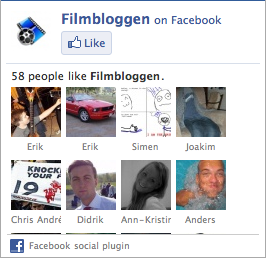 Filmbloggen on Facebook
Like
58 people like Filmbloggen.
Erik Erik Simen Joakim
KNOCK
YOUR F
19
Chris André Didrik Ann-Kristin Anders
Facebook social plugin